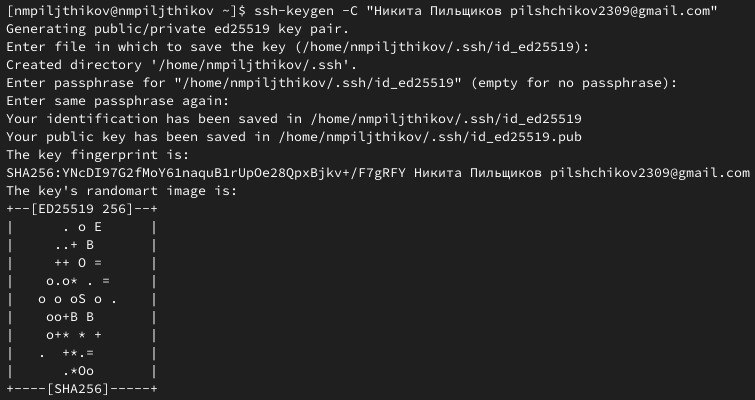 [nmpiljthikov@nmpiljthikov ~]$ ssh-keygen -C "Никита Пильщиков pilshchikov2309@gmail.com"
Generating public/private ed25519 key pair.
Enter file in which to save the key (/home/nmpiljthikov/.ssh/id_ed25519):
Created directory '/home/nmpiljthikov/.ssh'.
Enter passphrase for "/home/nmpiljthikov/.ssh/id_ed25519" (empty for no passphrase):
Enter same passphrase again:
Your identification has been saved in /home/nmpiljthikov/.ssh/id_ed25519
Your public key has been saved in /home/nmpiljthikov/.ssh/id_ed25519.pub
The key fingerprint is:
SHA256:YNcDI97G2fMoY61naquB1rUpOe28QpxBjkv+/F7gRFY Никита Пильщиков pilshchikov2309@gmail.com
The key's randomart image is:
+--[ED25519 256]--+
|      . o E      |
|     ..+ B       |
|     ++ O =      |
|    o.o* . =     |
|   o o oS o .    |
|    oo+B B       |
|    o+* * +      |
|   .  +*.=       |
|      .*Oo       |
+----[SHA256]-----+